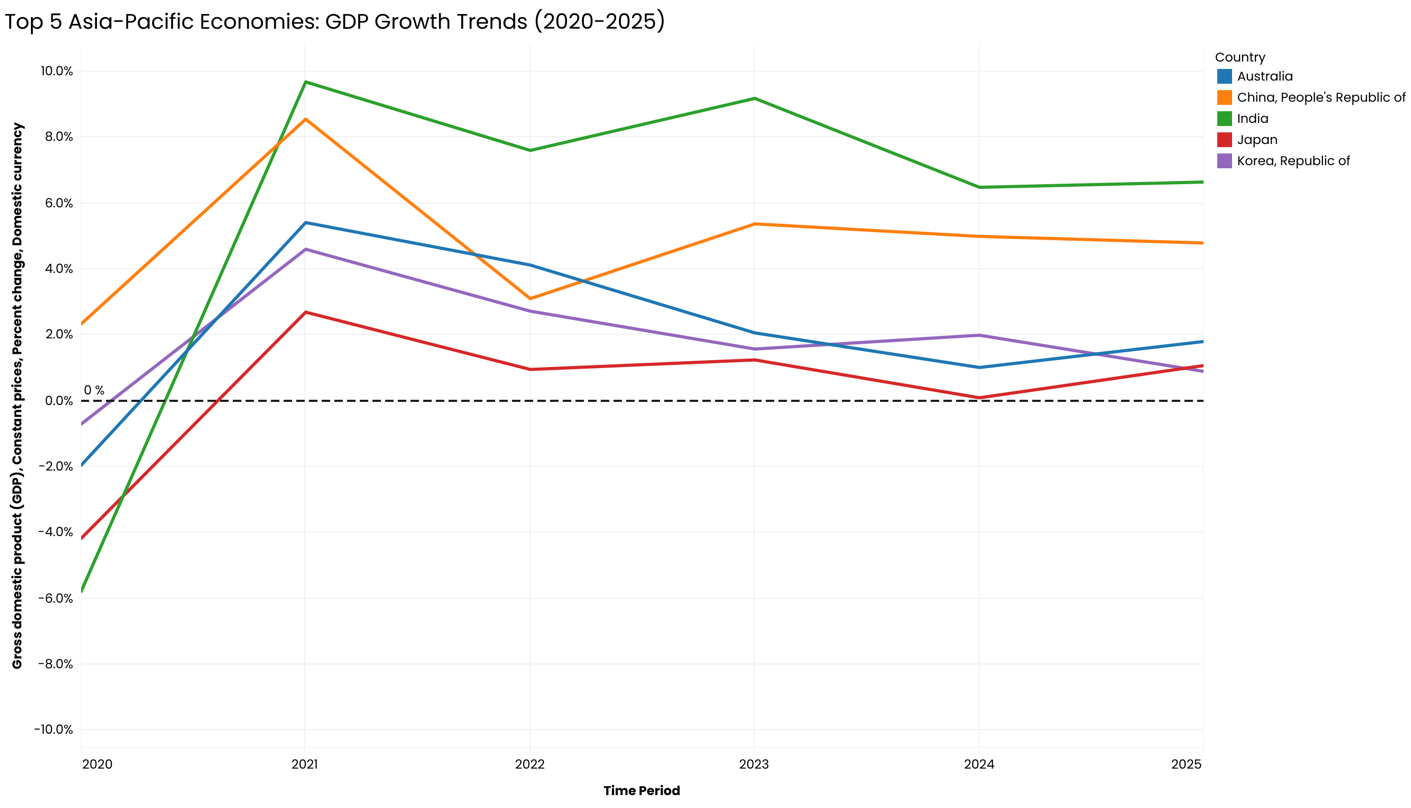 Top 5 Asia-Pacific Economies: GDP Growth Trends (2020-2025)
Country
Australia
China, People's Republic of
India
Japan
Korea, Republic of
Gross domestic product (GDP), Constant prices, Percent change, Domestic currency
10.0%
8.0%
6.0%
4.0%
2.0%
0 %
0.0%
−2.0%
−4.0%
−6.0%
−8.0%
−10.0%
2020 2021 2022 2023 2024 2025
Time Period